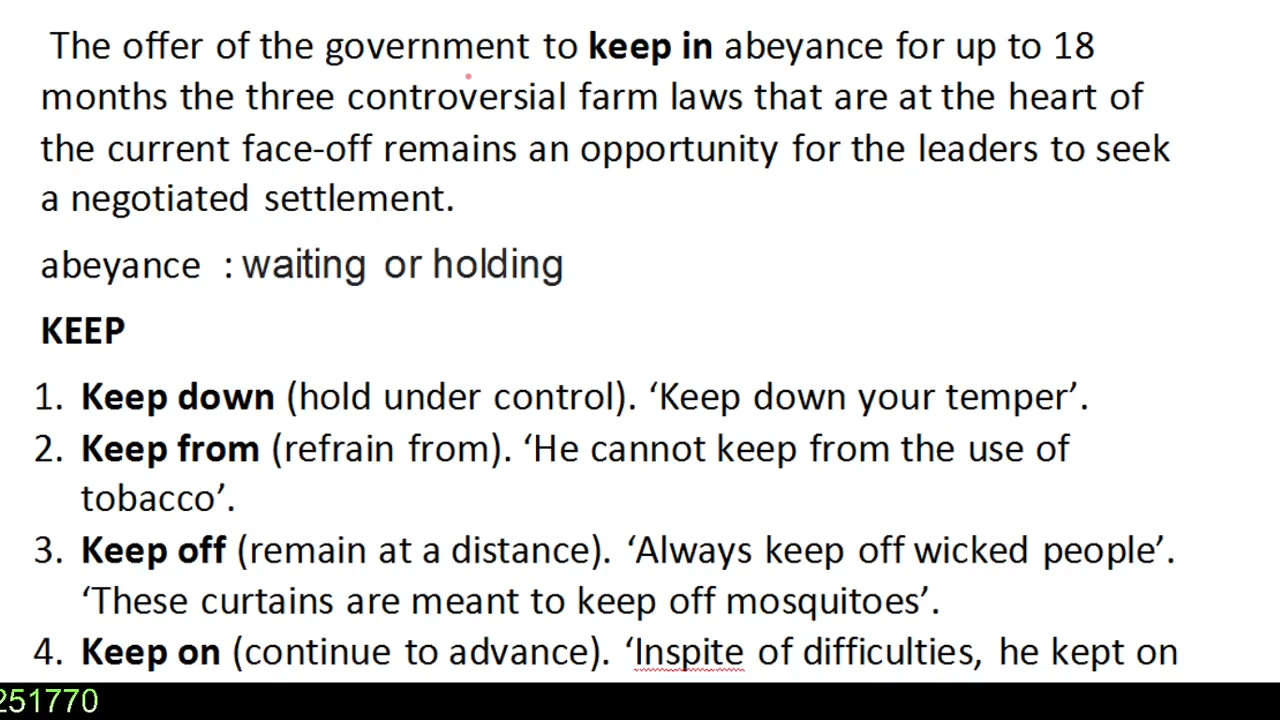 The offer of the government to keep in abeyance for up to 18
months the three controversial farm laws that are at the heart of
the current face-off remains an opportunity for the leaders to seek
a negotiated settlement.
abeyance : waiting or holding
KEEP
1. Keep down (hold under control). ‘Keep down your temper’.
2. Keep from (refrain from). ‘He cannot keep from the use of
tobacco’.
3. Keep off (remain at a distance). ‘Always keep off wicked people’.
‘These curtains are meant to keep off mosquitoes’.
4. Keep on (continue to advance). ‘Inspite of difficulties, he kept on
251770